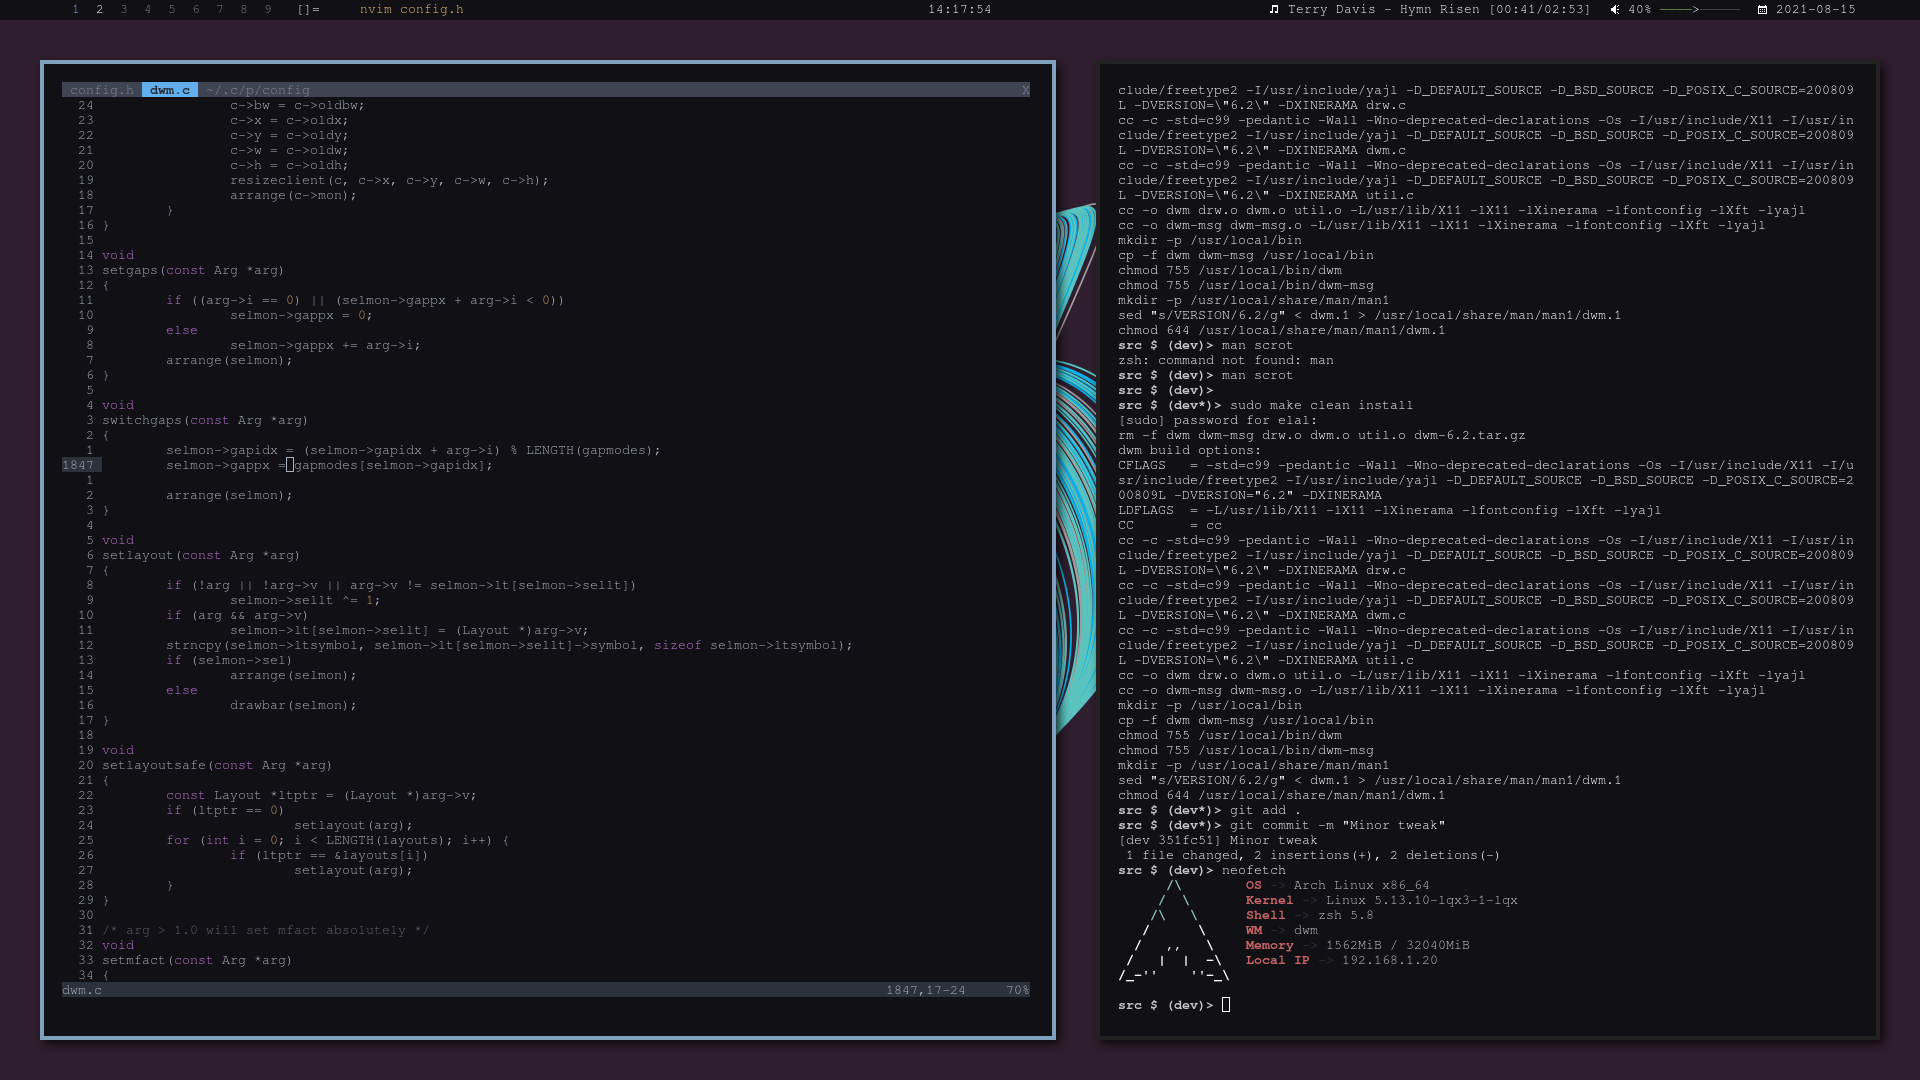 1 2 3 4 5 6 7 8 9 []= nvim config.h 14:17:54 Terry Davis - Hymn Risen [00:41/02:53] 40% ────>───── 2021-08-15
config.h dwm.c ~/.c/p/config X
24 c->bw = c->oldbw;
23 c->x = c->oldx;
22 c->y = c->oldy;
21 c->w = c->oldw;
20 c->h = c->oldh;
19 resizeclient(c, c->x, c->y, c->w, c->h);
18 arrange(c->mon);
17 }
16 }
15
14 void
13 setgaps(const Arg *arg)
12 {
11 if ((arg->i == 0) || (selmon->gappx + arg->i < 0))
10 selmon->gappx = 0;
9 else
8 selmon->gappx += arg->i;
7 arrange(selmon);
6 }
5
4 void
3 switchgaps(const Arg *arg)
2 {
1 selmon->gapidx = (selmon->gapidx + arg->i) % LENGTH(gapmodes);
1847 selmon->gappx = gapmodes[selmon->gapidx];
1
2 arrange(selmon);
3 }
4
5 void
6 setlayout(const Arg *arg)
7 {
8 if (!arg || !arg->v || arg->v != selmon->lt[selmon->sellt])
9 selmon->sellt ^= 1;
10 if (arg && arg->v)
11 selmon->lt[selmon->sellt] = (Layout *)arg->v;
12 strncpy(selmon->ltsymbol, selmon->lt[selmon->sellt]->symbol, sizeof selmon->ltsymbol);
13 if (selmon->sel)
14 arrange(selmon);
15 else
16 drawbar(selmon);
17 }
18
19 void
20 setlayoutsafe(const Arg *arg)
21 {
22 const Layout *ltptr = (Layout *)arg->v;
23 if (ltptr == 0)
24 setlayout(arg);
25 for (int i = 0; i < LENGTH(layouts); i++) {
26 if (ltptr == &layouts[i])
27 setlayout(arg);
28 }
29 }
30
31 /* arg > 1.0 will set mfact absolutely */
32 void
33 setmfact(const Arg *arg)
34 {
dwm.c 1847,17-24 70%
clude/freetype2 -I/usr/include/yajl -D_DEFAULT_SOURCE -D_BSD_SOURCE -D_POSIX_C_SOURCE=200809
L -DVERSION=\"6.2\" -DXINERAMA drw.c
cc -c -std=c99 -pedantic -Wall -Wno-deprecated-declarations -Os -I/usr/include/X11 -I/usr/in
clude/freetype2 -I/usr/include/yajl -D_DEFAULT_SOURCE -D_BSD_SOURCE -D_POSIX_C_SOURCE=200809
L -DVERSION=\"6.2\" -DXINERAMA dwm.c
cc -c -std=c99 -pedantic -Wall -Wno-deprecated-declarations -Os -I/usr/include/X11 -I/usr/in
clude/freetype2 -I/usr/include/yajl -D_DEFAULT_SOURCE -D_BSD_SOURCE -D_POSIX_C_SOURCE=200809
L -DVERSION=\"6.2\" -DXINERAMA util.c
cc -o dwm drw.o dwm.o util.o -L/usr/lib/X11 -lX11 -lXinerama -lfontconfig -lXft -lyajl
cc -o dwm-msg dwm-msg.o -L/usr/lib/X11 -lX11 -lXinerama -lfontconfig -lXft -lyajl
mkdir -p /usr/local/bin
cp -f dwm dwm-msg /usr/local/bin
chmod 755 /usr/local/bin/dwm
chmod 755 /usr/local/bin/dwm-msg
mkdir -p /usr/local/share/man/man1
sed "s/VERSION/6.2/g" < dwm.1 > /usr/local/share/man/man1/dwm.1
chmod 644 /usr/local/share/man/man1/dwm.1
src $ (dev)> man scrot
zsh: command not found: man
src $ (dev)> man scrot
src $ (dev)>
src $ (dev*)> sudo make clean install
[sudo] password for elal:
rm -f dwm dwm-msg drw.o dwm.o util.o dwm-6.2.tar.gz
dwm build options:
CFLAGS = -std=c99 -pedantic -Wall -Wno-deprecated-declarations -Os -I/usr/include/X11 -I/u
sr/include/freetype2 -I/usr/include/yajl -D_DEFAULT_SOURCE -D_BSD_SOURCE -D_POSIX_C_SOURCE=2
00809L -DVERSION="6.2" -DXINERAMA
LDFLAGS = -L/usr/lib/X11 -lX11 -lXinerama -lfontconfig -lXft -lyajl
CC = cc
cc -c -std=c99 -pedantic -Wall -Wno-deprecated-declarations -Os -I/usr/include/X11 -I/usr/in
clude/freetype2 -I/usr/include/yajl -D_DEFAULT_SOURCE -D_BSD_SOURCE -D_POSIX_C_SOURCE=200809
L -DVERSION=\"6.2\" -DXINERAMA drw.c
cc -c -std=c99 -pedantic -Wall -Wno-deprecated-declarations -Os -I/usr/include/X11 -I/usr/in
clude/freetype2 -I/usr/include/yajl -D_DEFAULT_SOURCE -D_BSD_SOURCE -D_POSIX_C_SOURCE=200809
L -DVERSION=\"6.2\" -DXINERAMA dwm.c
cc -c -std=c99 -pedantic -Wall -Wno-deprecated-declarations -Os -I/usr/include/X11 -I/usr/in
clude/freetype2 -I/usr/include/yajl -D_DEFAULT_SOURCE -D_BSD_SOURCE -D_POSIX_C_SOURCE=200809
L -DVERSION=\"6.2\" -DXINERAMA util.c
cc -o dwm drw.o dwm.o util.o -L/usr/lib/X11 -lX11 -lXinerama -lfontconfig -lXft -lyajl
cc -o dwm-msg dwm-msg.o -L/usr/lib/X11 -lX11 -lXinerama -lfontconfig -lXft -lyajl
mkdir -p /usr/local/bin
cp -f dwm dwm-msg /usr/local/bin
chmod 755 /usr/local/bin/dwm
chmod 755 /usr/local/bin/dwm-msg
mkdir -p /usr/local/share/man/man1
sed "s/VERSION/6.2/g" < dwm.1 > /usr/local/share/man/man1/dwm.1
chmod 644 /usr/local/share/man/man1/dwm.1
src $ (dev*)> git add .
src $ (dev*)> git commit -m "Minor tweak"
[dev 351fc51] Minor tweak
1 file changed, 2 insertions(+), 2 deletions(-)
src $ (dev)> neofetch
/\ OS -> Arch Linux x86_64
/ \ Kernel -> Linux 5.13.10-lqx3-1-lqx
/\ \ Shell -> zsh 5.8
/ \ WM -> dwm
/ ,, \ Memory -> 1562MiB / 32040MiB
/ | | -\ Local IP -> 192.168.1.20
/_-'' ''-_\
src $ (dev)>